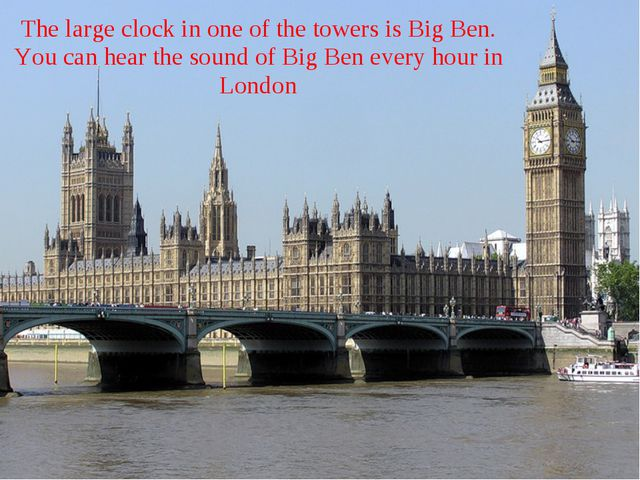 The large clock in one of the towers is Big Ben.
You can hear the sound of Big Ben every hour in
London